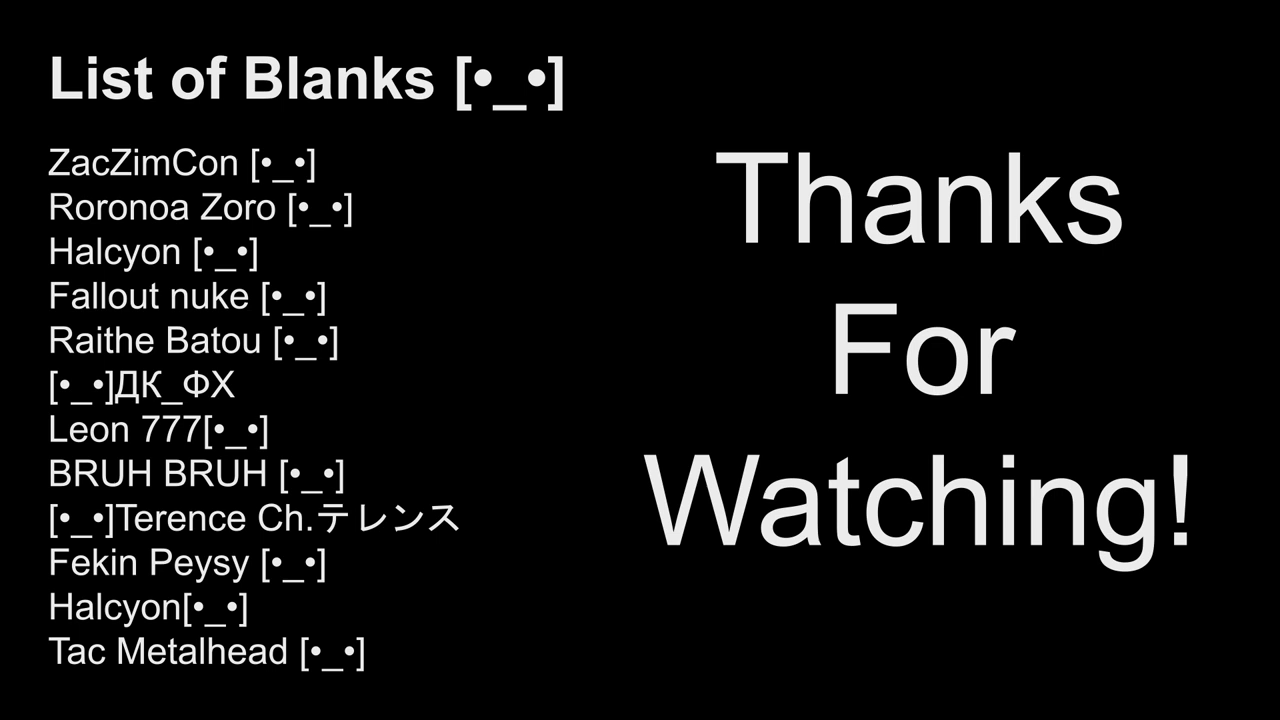 List of Blanks [•_•]
ZacZimCon [•_•]
Roronoa Zoro [•_•]
Halcyon [•_•]
Fallout nuke [•_•]
Raithe Batou [•_•]
[•_•]ДК_ФХ
Leon 777[•_•]
BRUH BRUH [•_•]
[•_•]Terence Ch.テレンス
Fekin Peysy [•_•]
Halcyon[•_•]
Tac Metalhead [•_•]
Thanks
For
Watching!